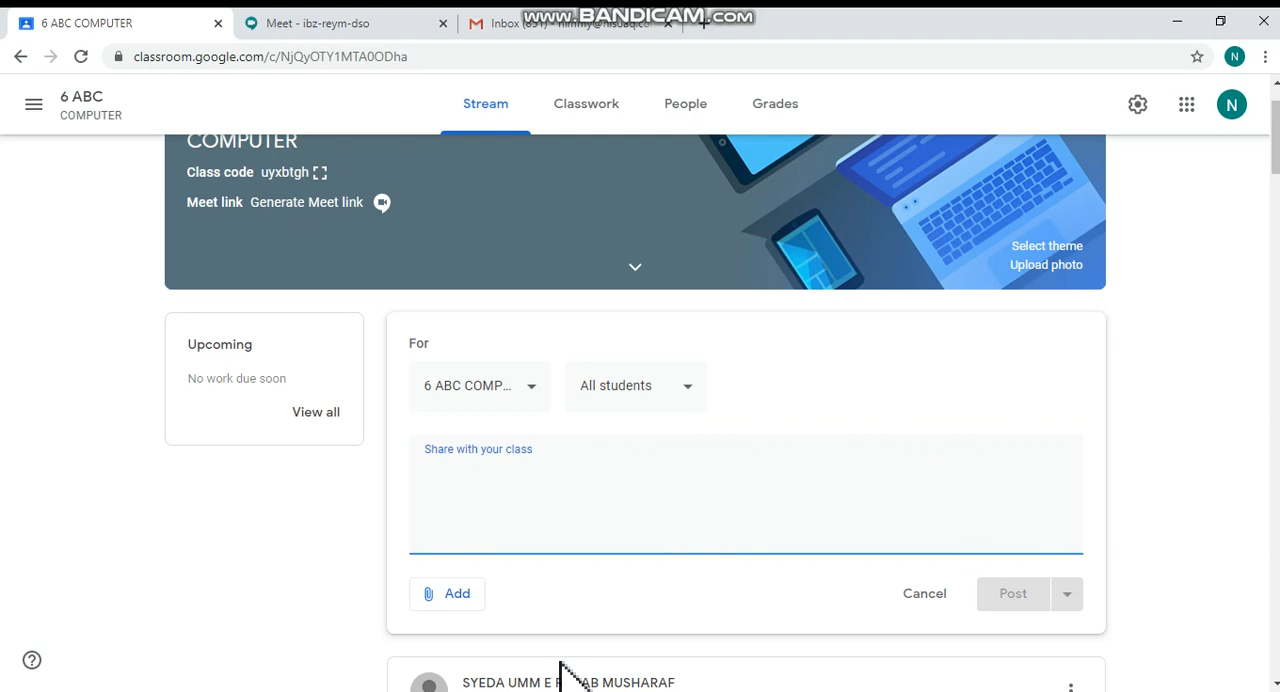 www.BANDICAM.com
6 ABC COMPUTER
Meet - ibz-reym-dso
Inbox
classroom.google.com/c/NjQyOTY1MTA0ODha
N
6 ABC
COMPUTER
Stream Classwork People Grades
N
COMPUTER
Class code uyxbtgh
Meet link Generate Meet link
Select theme
Upload photo
Upcoming
No work due soon
View all
For
6 ABC COMP... All students
Share with your class
Add Cancel Post
SYEDA UMM E MUSHARAF